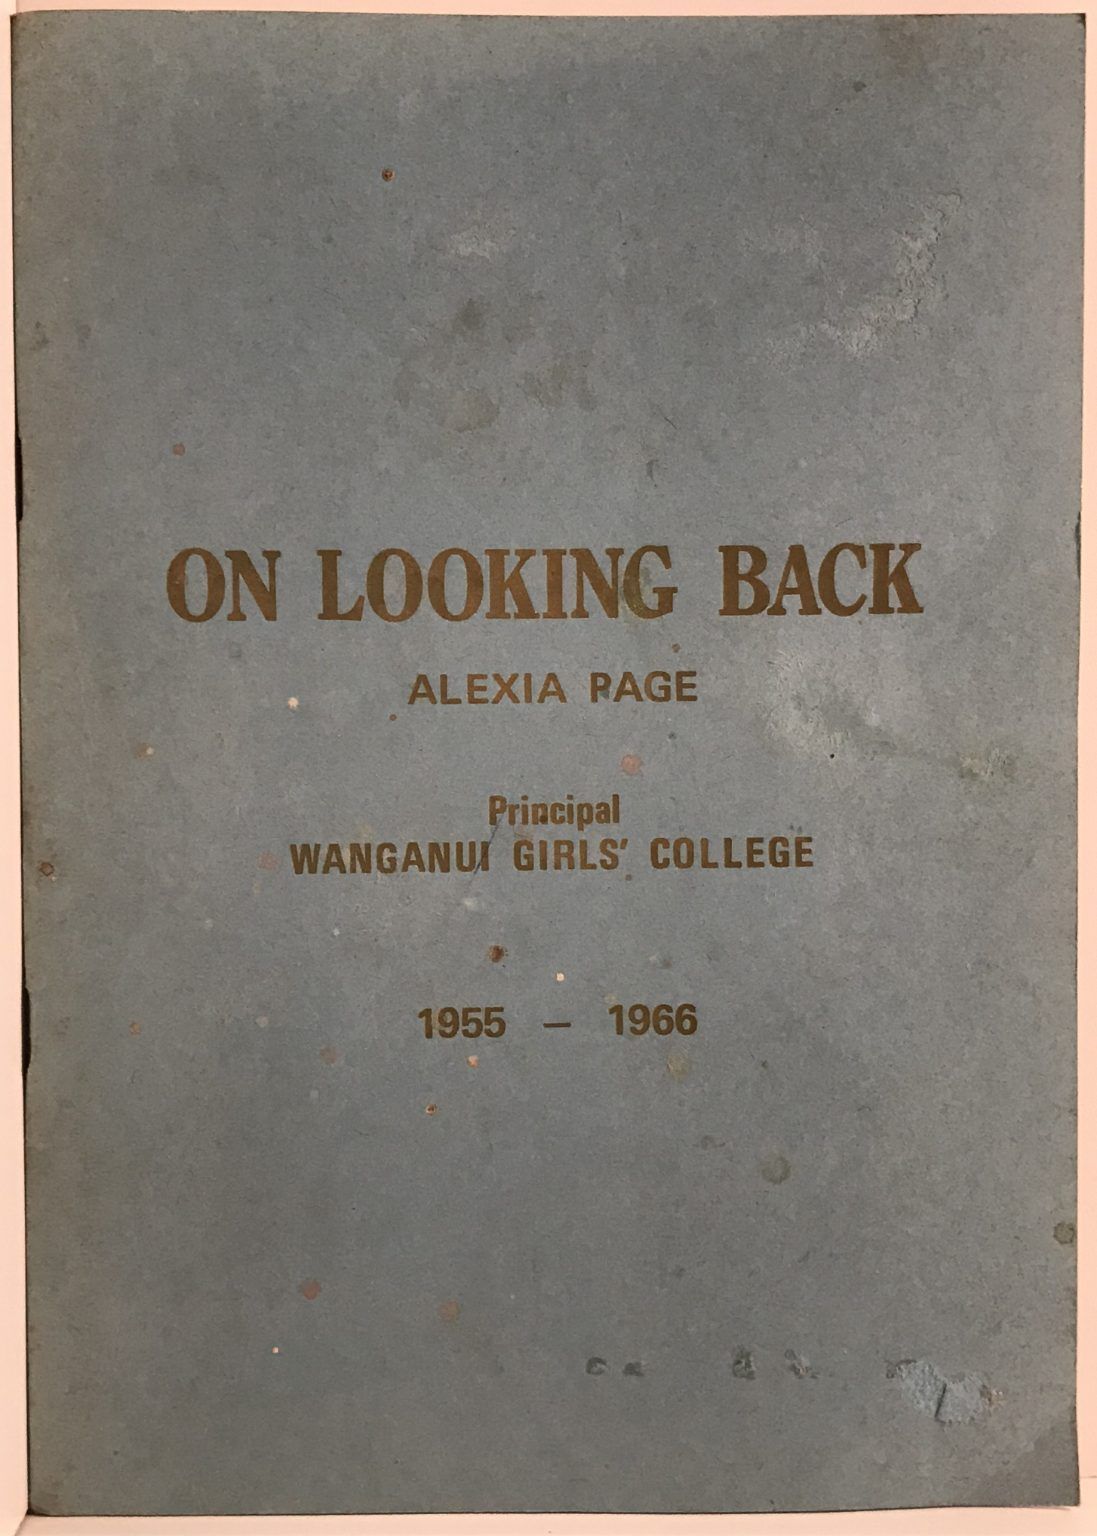 ON LOOKING BACK
ALEXIA PAGE
Principal
WANGANUI GIRLS' COLLEGE
1955 — 1966